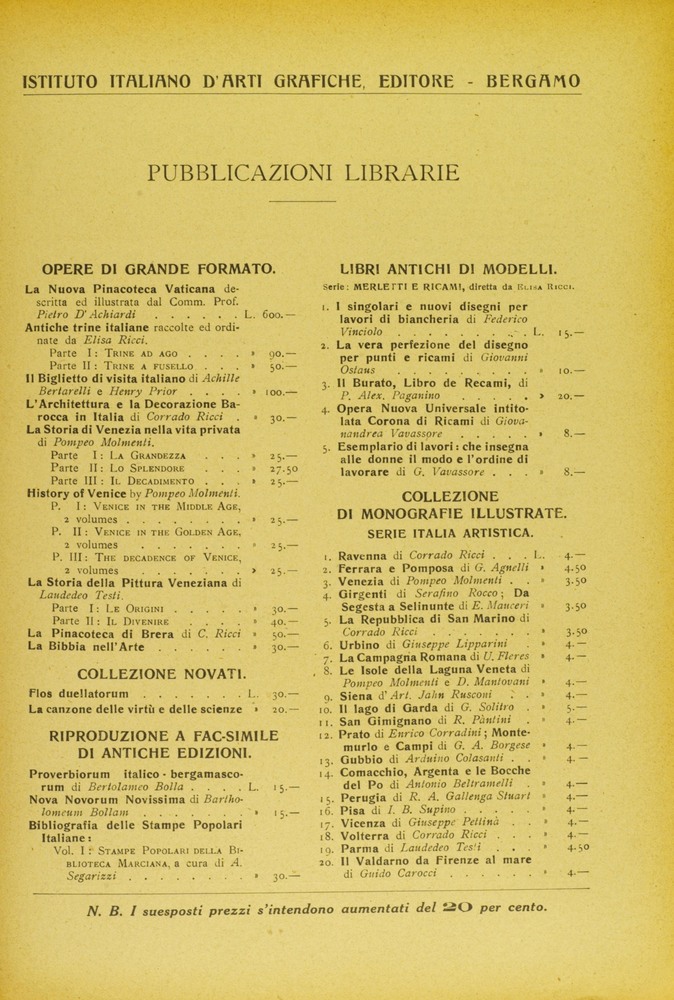 ISTITUTO ITALIANO D'ARTI GRAFICHE, EDITORE - BERGAMO
PUBBLICAZIONI LIBRARIE
OPERE DI GRANDE FORMATO.
La Nuova Pinacoteca Vaticana de-
scritta ed illustrata dal Comm. Prof.
Pietro D'Achiardi . . . . . . L. 600.—
Antiche trine italiane raccolte ed ordi-
nate da Elisa Ricci.
Parte I: TRINE AD AGO . . . . » 90.—
Parte II: TRINE A FUSELLO . . . » 50.—
Il Biglietto di visita italiano di Achille
Bertarelli e Henry Prior . . . . » 100.—
L'Architettura e la Decorazione Ba-
rocca in Italia di Corrado Ricci . » 30.—
La Storia di Venezia nella vita privata
di Pompeo Molmenti.
Parte I: LA GRANDEZZA . . . » 25.—
Parte II: LO SPLENDORE . . . » 27.50
Parte III: IL DECADIMENTO . . . » 25.—
History of Venice by Pompeo Molmenti.
P. I: VENICE IN THE MIDDLE AGE,
2 volumes . . . . . . . » 25.—
P. II: VENICE IN THE GOLDEN AGE,
2 volumes . . . . . . . » 25.—
P. III: THE DECADENCE OF VENICE,
2 volumes . . . . . . . » 25.—
La Storia della Pittura Veneziana di
Laudedeo Testi.
Parte I: LE ORIGINI . . . . . » 30.—
Parte II: IL DIVENIRE . . . . » 40.—
La Pinacoteca di Brera di C. Ricci » 50.—
La Bibbia nell'Arte . . . . . . » 30.—
COLLEZIONE NOVATI.
Flos duellatorum . . . . . . . L. 30.—
La canzone delle virtù e delle scienze » 20.—
RIPRODUZIONE A FAC-SIMILE
DI ANTICHE EDIZIONI.
Proverbiorum italico-bergamasco-
rum di Bertolameo Bolla . . . . L. 15.—
Nova Novorum Novissima di Bartho-
lomeum Bollam . . . . . . . » 15.—
Bibliografia delle Stampe Popolari
Italiane:
Vol. I: STAMPE POPOLARI DELLA BI-
BLIOTECA MARCIANA, a cura di A.
Segarizzi . . . . . . . . » 30.—
LIBRI ANTICHI DI MODELLI.
Serie: MERLETTI E RICAMI, diretta da ELISA RICCI.
1. I singolari e nuovi disegni per
lavori di biancheria di Federico
Vinciolo . . . . . . . . . L. 15.—
2. La vera perfezione del disegno
per punti e ricami di Giovanni
Ostaus . . . . . . . . . » 10.—
3. Il Burato, Libro de Recami, di
P. Alex. Paganino . . . . . » 20.—
4. Opera Nuova Universale intito-
lata Corona di Ricami di Giova-
nandrea Vavassore . . . . . » 8.—
5. Esemplario di lavori: che insegna
alle donne il modo e l'ordine di
lavorare di G. Vavassore . . . » 8.—
COLLEZIONE
DI MONOGRAFIE ILLUSTRATE.
SERIE ITALIA ARTISTICA.
1. Ravenna di Corrado Ricci . . . L. 4.—
2. Ferrara e Pomposa di G. Agnelli » 4.50
3. Venezia di Pompeo Molmenti . . » 3.50
4. Girgenti di Serafino Rocco; Da
Segesta a Selinunte di E. Mauceri » 3.50
5. La Repubblica di San Marino di
Corrado Ricci . . . . . . . » 3.50
6. Urbino di Giuseppe Lipparini . » 4.—
7. La Campagna Romana di U. Fleres » 4.—
8. Le Isole della Laguna Veneta di
Pompeo Molmenti e D. Mantovani » 4.—
9. Siena d'Art. Jahn Rusconi . . » 4.—
10. Il lago di Garda di G. Solitro . » 5.—
11. San Gimignano di R. Pàntini . » 4.—
12. Prato di Enrico Corradini; Monte-
murlo e Campi di G. A. Borgese » 4.—
13. Gubbio di Arduino Colasanti . . » 4.—
14. Comacchio, Argenta e le Bocche
del Po di Antonio Beltramelli . » 4.—
15. Perugia di R. A. Gallenga Stuart » 4.—
16. Pisa di I. B. Supino . . . . . » 4.—
17. Vicenza di Giuseppe Pettinà . . » 4.—
18. Volterra di Corrado Ricci . . . » 4.—
19. Parma di Laudedeo Testi . . . » 4.50
20. Il Valdarno da Firenze al mare
di Guido Carocci . . . . . . » 4.—
N. B. I suesposti prezzi s'intendono aumentati del 20 per cento.